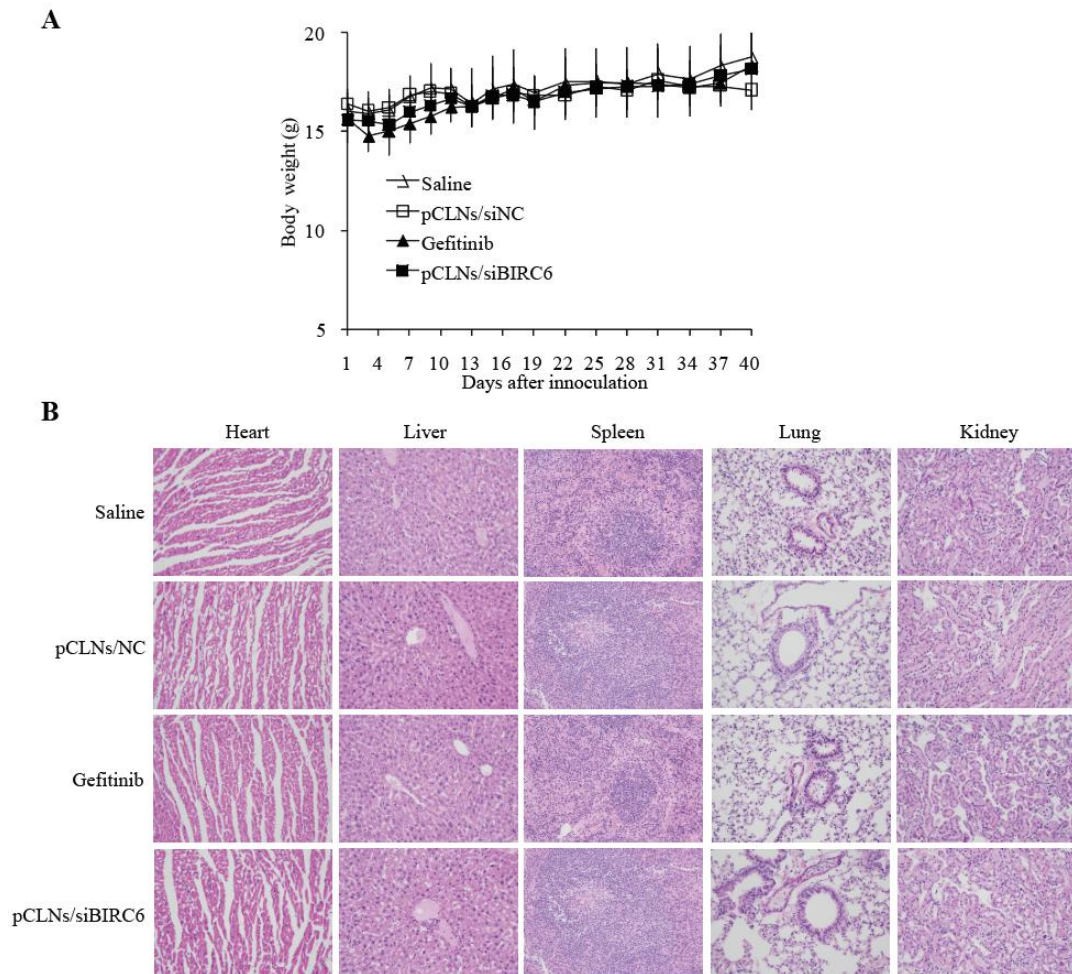 A
20
15
10
5
Body weight (g)
Saline
pCLNs/siNC
Gefitinib
pCLNs/siBIRC6
1 4 7 10 13 16 19 22 25 28 31 34 37 40
Days after innoculation
B
Heart Liver Spleen Lung Kidney
Saline
pCLNs/NC
Gefitinib
pCLNs/siBIRC6